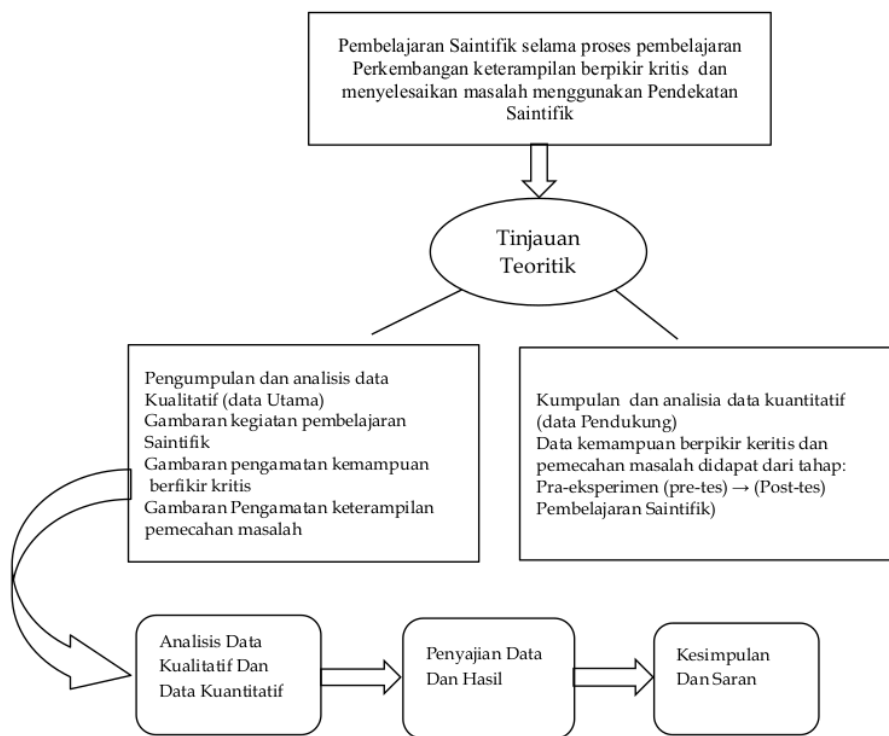 Pembelajaran Saintifik selama proses pembelajaran
Perkembangan keterampilan berpikir kritis dan
menyelesaikan masalah menggunakan Pendekatan
Saintifik
Tinjauan
Teoritik
Pengumpulan dan analisis data
Kualitatif (data Utama)
Gambaran kegiatan pembelajaran
Saintifik
Gambaran pengamatan kemampuan
berfikir kritis
Gambaran Pengamatan keterampilan
pemecahan masalah
Kumpulan dan analisia data kuantitatif
(data Pendukung)
Data kemampuan berpikir keritis dan
pemecahan masalah didapat dari tahap:
Pra-eksperimen (pre-tes) → (Post-tes)
Pembelajaran Saintifik)
Analisis Data
Kualitatif Dan
Data Kuantitatif
Penyajian Data
Dan Hasil
Kesimpulan
Dan Saran